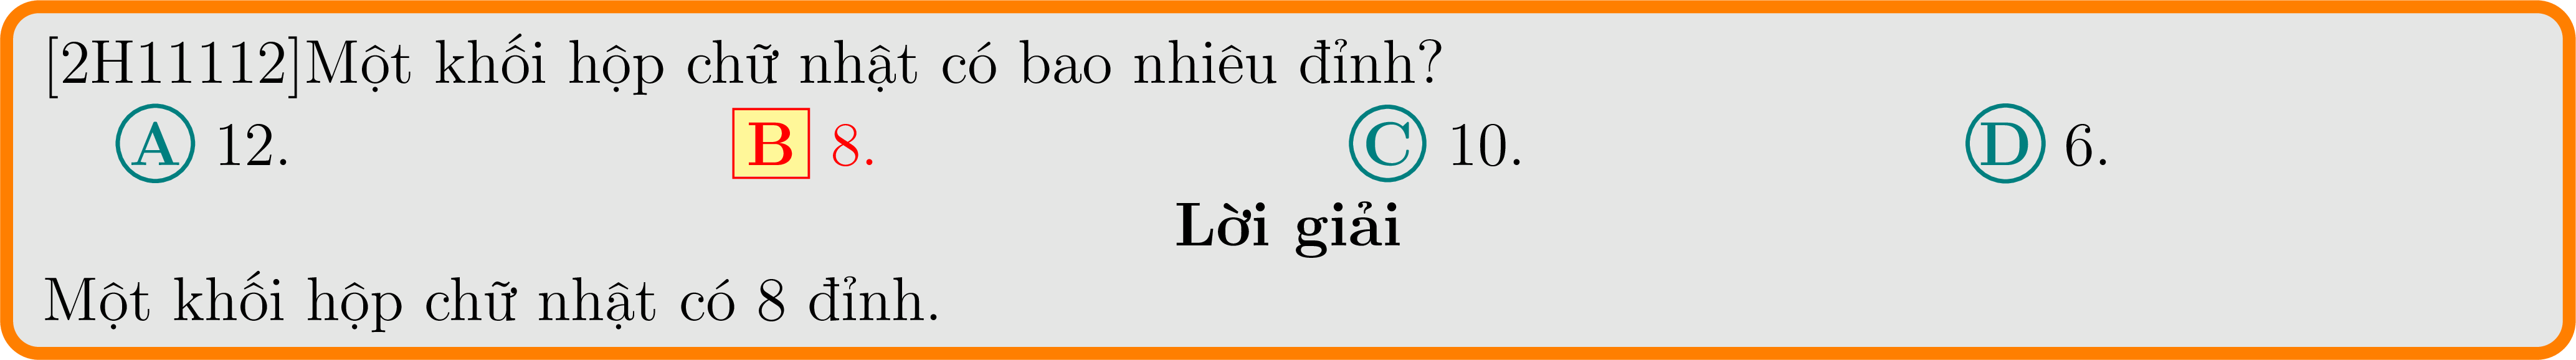 [2H11112]Một khối hộp chữ nhật có bao nhiêu đỉnh?
A 12. B 8. C 10. D 6.
Lời giải
Một khối hộp chữ nhật có 8 đỉnh.